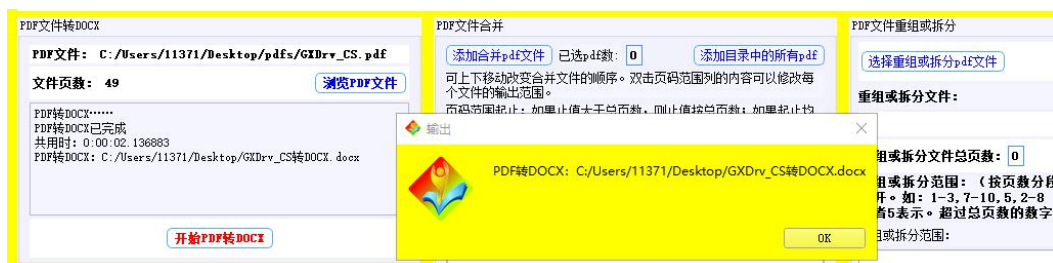 PDF文件转DOCX
PDF文件: C:/Users/11371/Desktop/pdfs/GXDrv_CS.pdf
文件页数: 49
浏览PDF文件
PDF转DOCX······
PDF转DOCX已完成
共用时: 0:00:02.136883
PDF转DOCX: C:/Users/11371/Desktop/GXDrv_CS转DOCX.docx
开始PDF转DOCX
PDF文件合并
添加合并pdf文件 已选pdf数: 0 添加目录中的所有pdf
可上下移动改变合并文件的顺序。双击页码范围列的内容可以修改每
个文件的输出范围。
页码范围起止: 如果止值大于总页数, 则止值按总页数; 如果起止均
输出
PDF转DOCX: C:/Users/11371/Desktop/GXDrv_CS转DOCX.docx
OK
PDF文件重组或拆分
选择重组或拆分pdf文件
重组或拆分文件:
组或拆分文件总页数: 0
组或拆分范围: (按页数分段
开。如: 1-3,7-10,5,2-8
者5表示。超过总页数的数字
组或拆分范围: